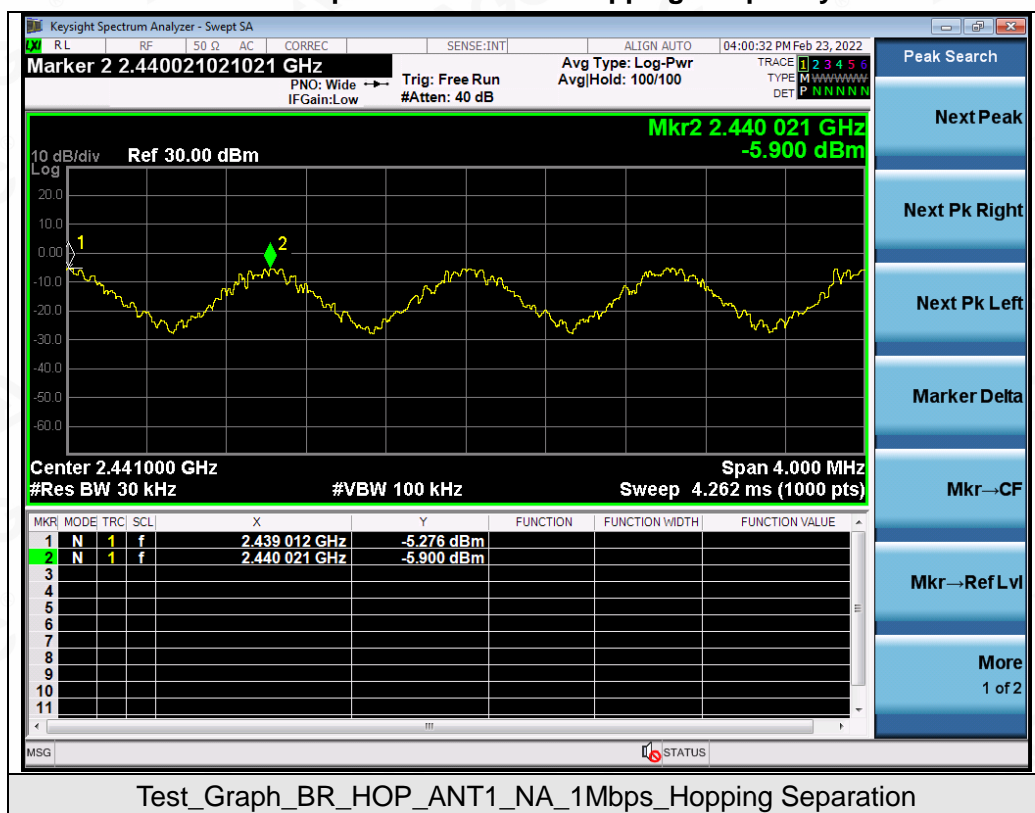 Keysight Spectrum Analyzer - Swept SA
LXI RL RF 50 Ω AC CORREC SENSE:INT ALIGN AUTO 04:00:32 PM Feb 23, 2022
Marker 2 2.440021021021 GHz
PNO: Wide
IFGain:Low
Trig: Free Run
#Atten: 40 dB
Avg Type: Log-Pwr
Avg|Hold: 100/100
TRACE 1 2 3 4 5 6
TYPE M WWWWW
DET P N N N N N
Mkr2 2.440 021 GHz
-5.900 dBm
10 dB/div Ref 30.00 dBm
Log
20.0
10.0
0.00
-10.0
-20.0
-30.0
-40.0
-50.0
-60.0
1
2
Center 2.441000 GHz Span 4.000 MHz
#Res BW 30 kHz #VBW 100 kHz Sweep 4.262 ms (1000 pts)
MKR MODE TRC SCL X Y FUNCTION FUNCTION WIDTH FUNCTION VALUE
1 N 1 f 2.439 012 GHz -5.276 dBm
2 N 1 f 2.440 021 GHz -5.900 dBm
3
4
5
6
7
8
9
10
11
MSG STATUS
Peak Search
Next Peak
Next Pk Right
Next Pk Left
Marker Delta
Mkr→CF
Mkr→Ref Lvl
More
1 of 2
Test_Graph_BR_HOP_ANT1_NA_1Mbps_Hopping Separation